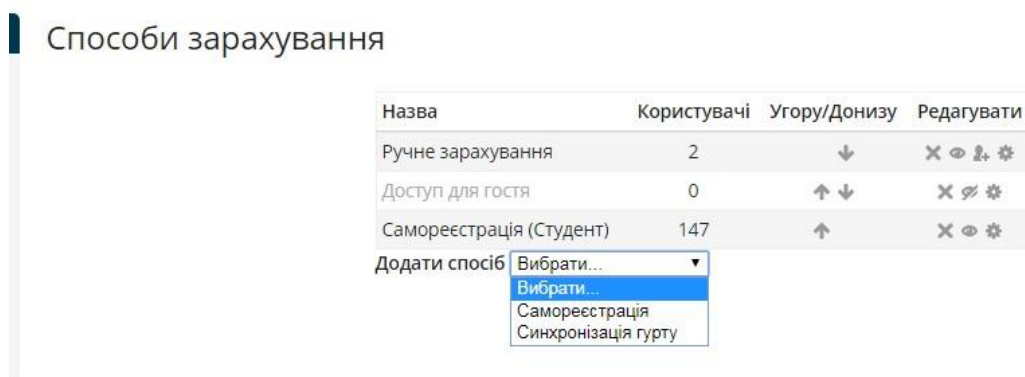 Способи зарахування
Назва Користувачі Угору/Донизу Редагувати
Ручне зарахування 2
Доступ для гостя 0
Самореєстрація (Студент) 147
Додати спосіб Вибрати...
Вибрати...
Самореєстрація
Синхронізація гурту